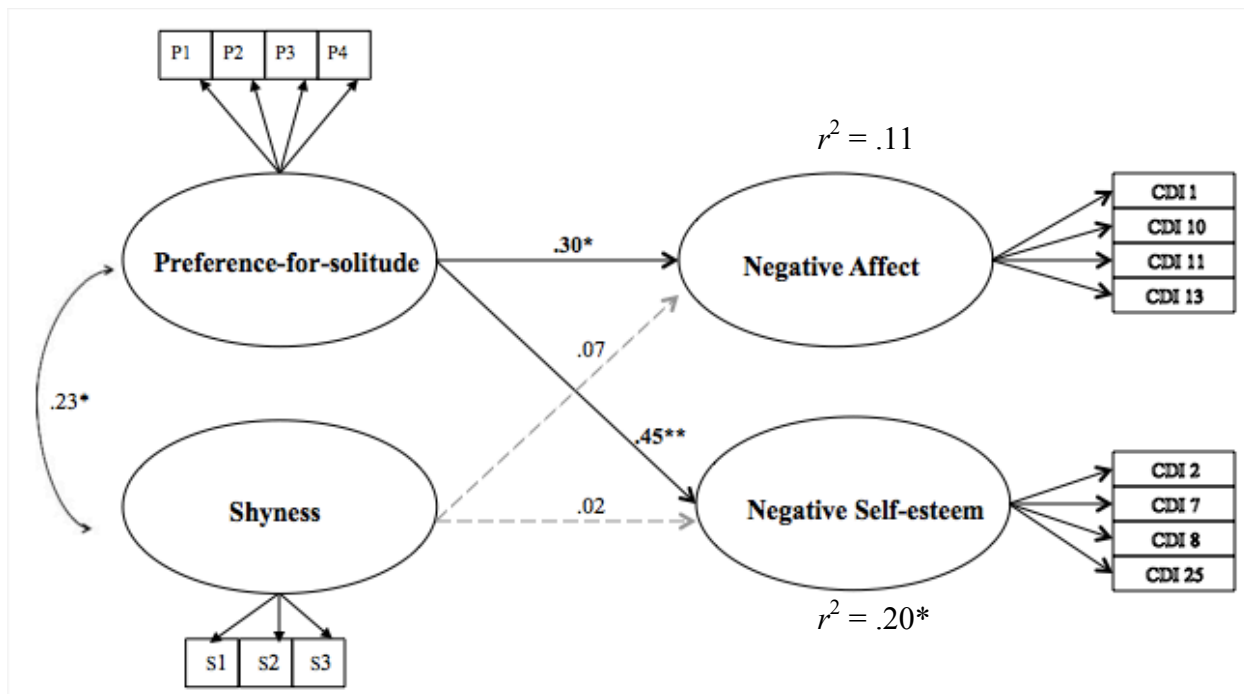 P1 P2 P3 P4
r² = .11
CDI 1
CDI 10
CDI 11
CDI 13
Preference-for-solitude
.30*
Negative Affect
.07
.23*
.45**
Shyness
.02
Negative Self-esteem
CDI 2
CDI 7
CDI 8
CDI 25
r² = .20*
S1 S2 S3